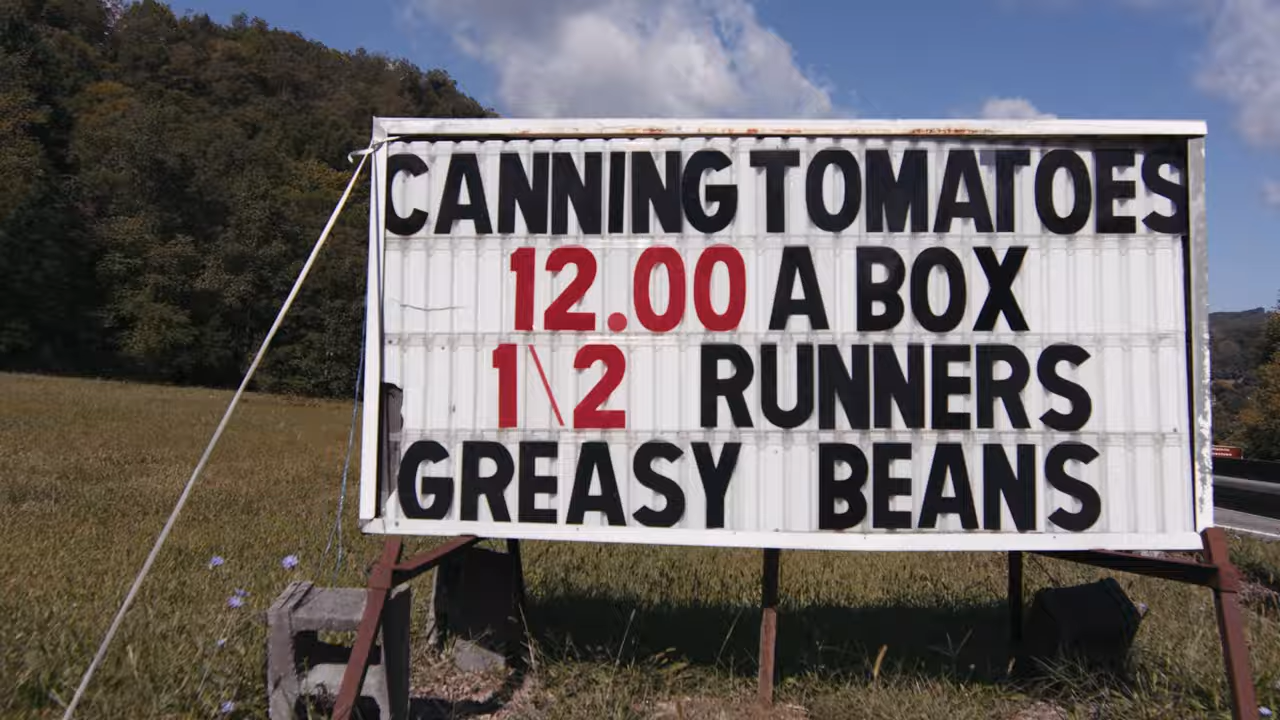 CANNING TOMATOES
12.00 A BOX
1\2 RUNNERS
GREASY BEANS